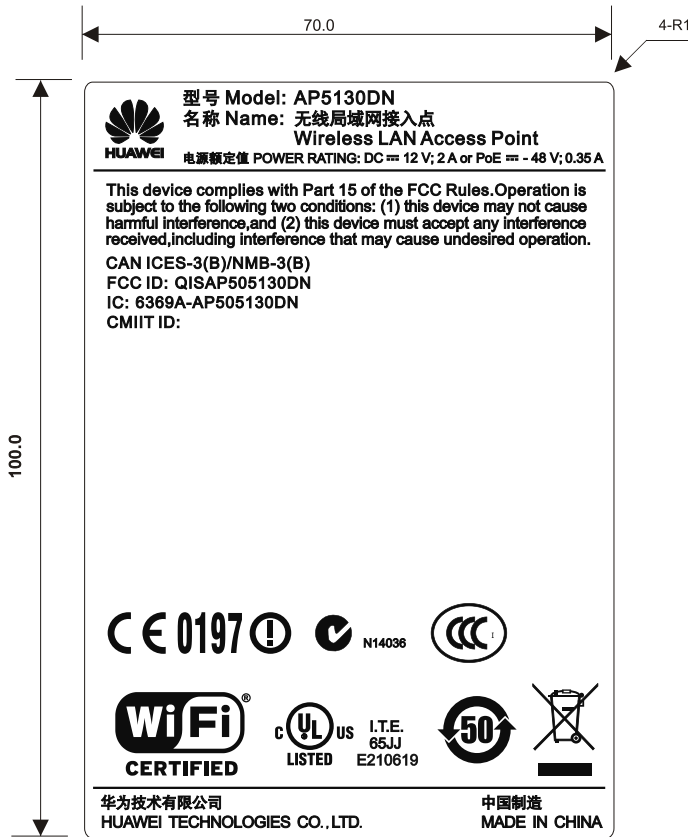 70.0
4-R1
100.0
HUAWEI
型号 Model: AP5130DN
名称 Name: 无线局域网接入点
Wireless LAN Access Point
电源额定值 POWER RATING: DC ⎓ 12 V; 2 A or PoE ⎓ - 48 V; 0.35 A
This device complies with Part 15 of the FCC Rules.Operation is
subject to the following two conditions: (1) this device may not cause
harmful interference,and (2) this device must accept any interference
received,including interference that may cause undesired operation.
CAN ICES-3(B)/NMB-3(B)
FCC ID: QISAP505130DN
IC: 6369A-AP505130DN
CMIIT ID:
CE 0197 !
N14036
CCC I
Wi Fi ®
CERTIFIED
C UL US
LISTED
I.T.E.
65JJ
E210619
50
华为技术有限公司
HUAWEI TECHNOLOGIES CO.,LTD.
中国制造
MADE IN CHINA